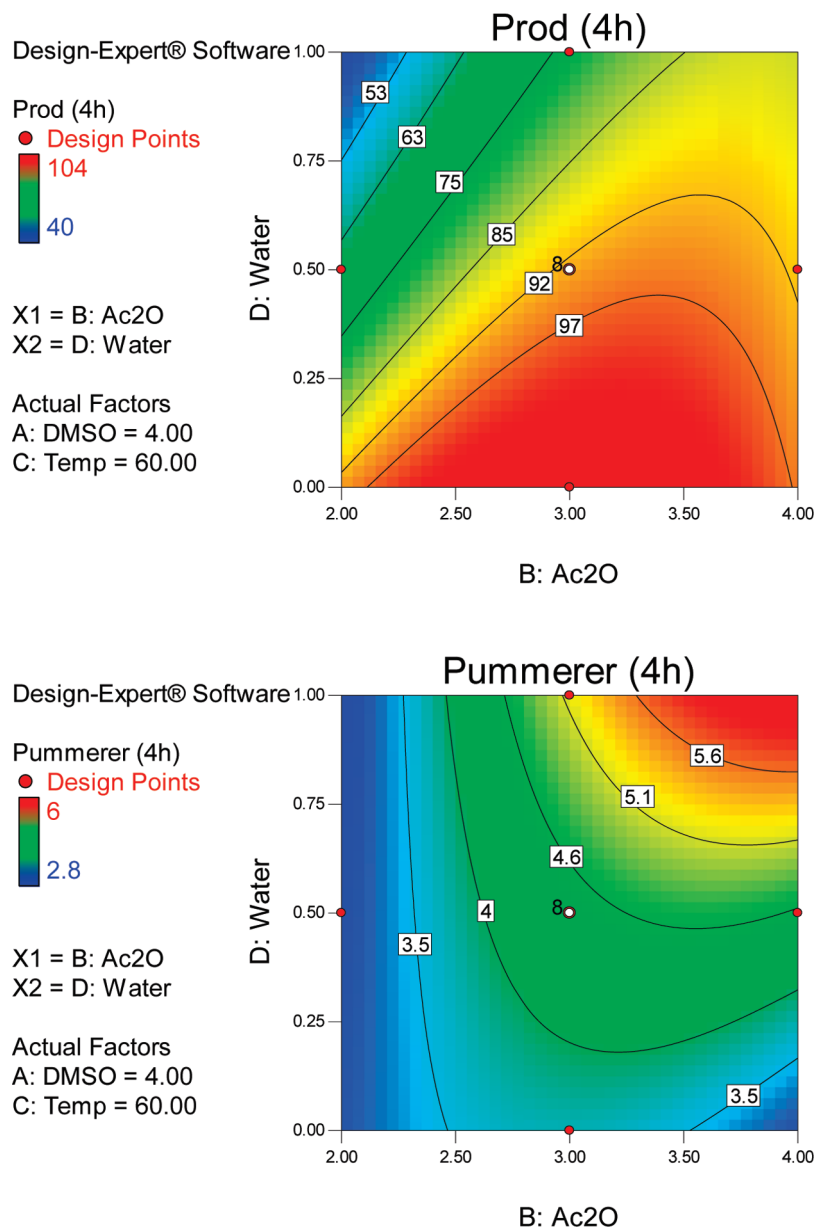 Prod (4h)
Design-Expert® Software
Prod (4h)
Design Points
104
40
X1 = B: Ac2O
X2 = D: Water
Actual Factors
A: DMSO = 4.00
C: Temp = 60.00
D: Water
1.00
0.75
0.50
0.25
0.00
53
63
75
85
8
92
97
2.00 2.50 3.00 3.50 4.00
B: Ac2O
Pummerer (4h)
Design-Expert® Software
Pummerer (4h)
Design Points
6
2.8
X1 = B: Ac2O
X2 = D: Water
Actual Factors
A: DMSO = 4.00
C: Temp = 60.00
D: Water
1.00
0.75
0.50
0.25
0.00
5.6
5.1
4.6
8
4
3.5
3.5
2.00 2.50 3.00 3.50 4.00
B: Ac2O